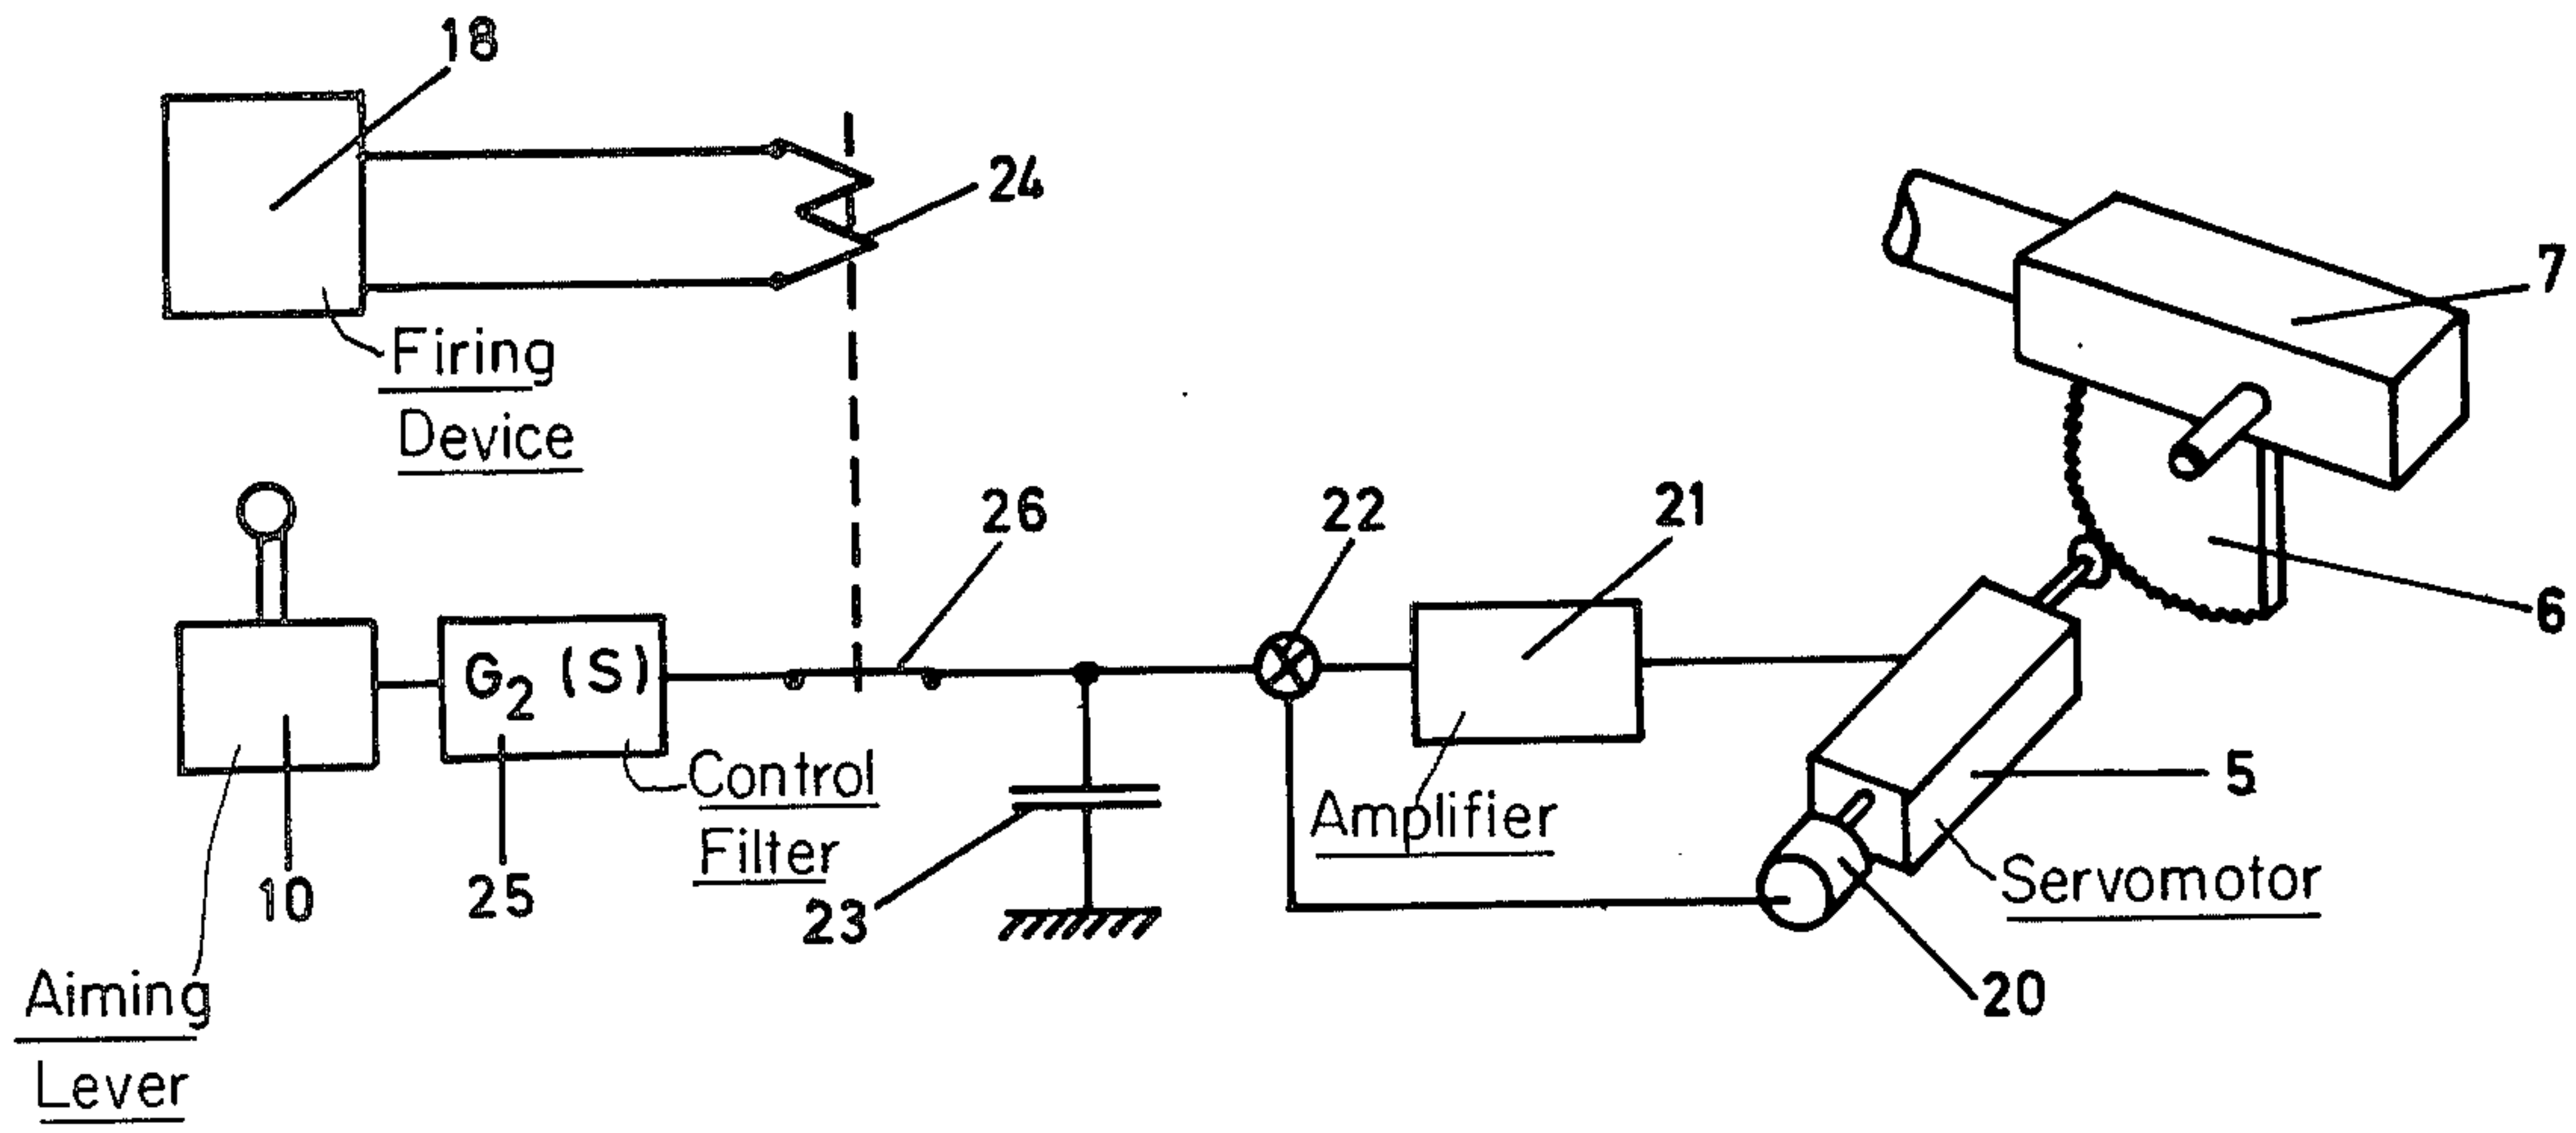 18
24
7
Firing
Device
26
22
21
6
G2 (S)
Control
Filter
Amplifier
5
10
25
23
Servomotor
20
Aiming
Lever